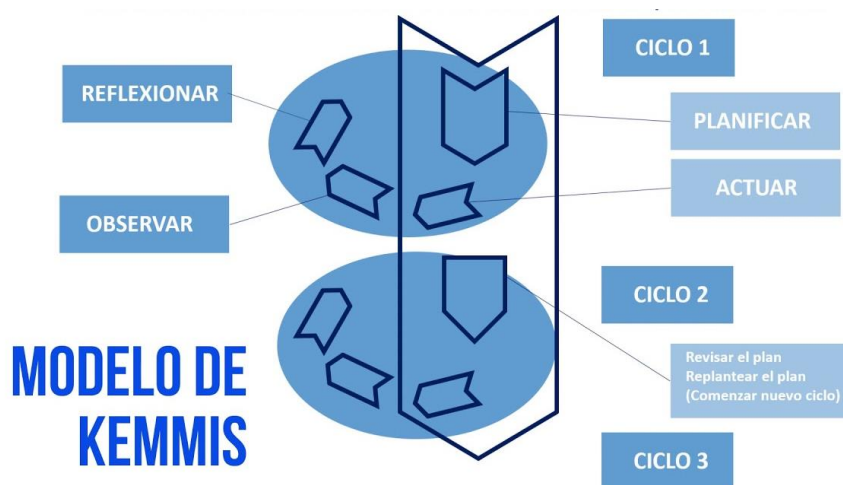 CICLO 1
REFLEXIONAR
PLANIFICAR
ACTUAR
OBSERVAR
CICLO 2
Revisar el plan
Replantear el plan
(Comenzar nuevo ciclo)
MODELO DE
KEMMIS
CICLO 3